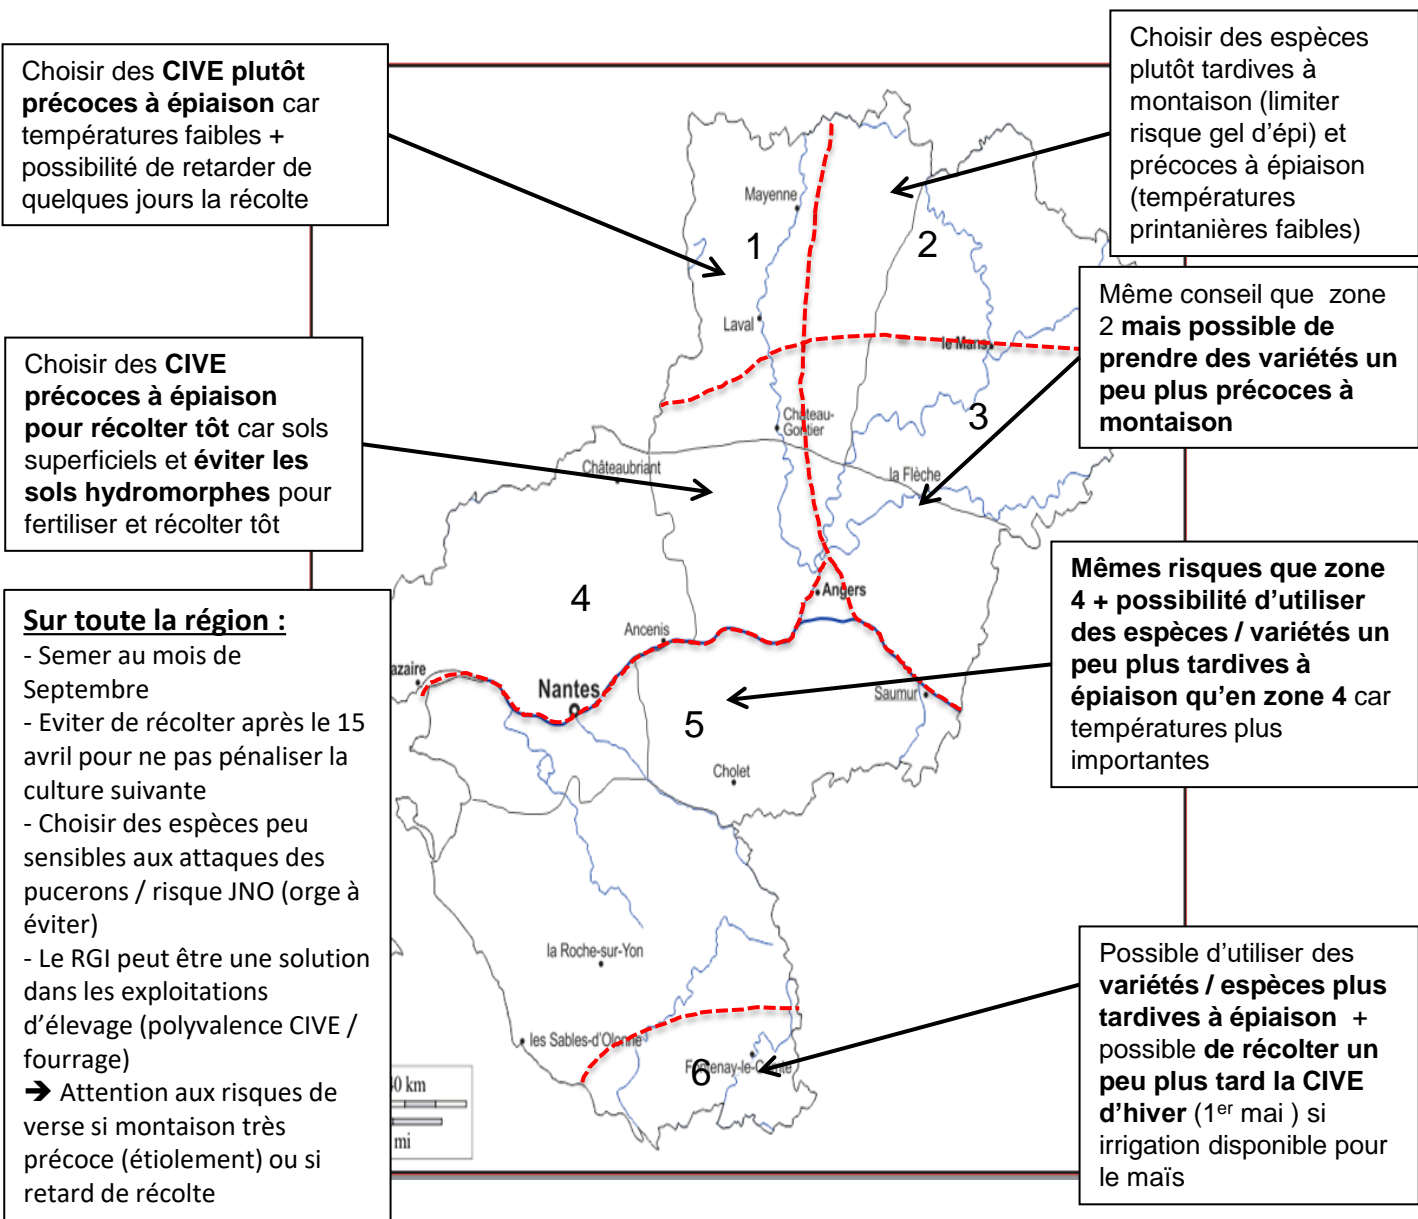 Choisir des CIVE plutôt
précoces à épiaison car
températures faibles +
possibilité de retarder de
quelques jours la récolte
Choisir des espèces
plutôt tardives à
montaison (limiter
risque gel d'épi) et
précoces à épiaison
(températures
printanières faibles)
Même conseil que zone
2 mais possible de
prendre des variétés un
peu plus précoces à
montaison
Choisir des CIVE
précoces à épiaison
pour récolter tôt car sols
superficiels et éviter les
sols hydromorphes pour
fertiliser et récolter tôt
Mêmes risques que zone
4 + possibilité d'utiliser
des espèces / variétés un
peu plus tardives à
épiaison qu'en zone 4 car
températures plus
importantes
Sur toute la région :
- Semer au mois de
Septembre
- Eviter de récolter après le 15
avril pour ne pas pénaliser la
culture suivante
- Choisir des espèces peu
sensibles aux attaques des
pucerons / risque JNO (orge à
éviter)
- Le RGI peut être une solution
dans les exploitations
d'élevage (polyvalence CIVE /
fourrage)
➔ Attention aux risques de
verse si montaison très
précoce (étiolement) ou si
retard de récolte
Possible d'utiliser des
variétés / espèces plus
tardives à épiaison +
possible de récolter un
peu plus tard la CIVE
d'hiver (1er mai ) si
irrigation disponible pour
le maïs
Mayenne
1
2
Laval
le Mans
3
Château-
Gontier
Châteaubriant
la Flèche
4
Angers
Ancenis
azaire
Nantes
Saumur
5
Cholet
la Roche-sur-Yon
les Sables-d'Olonne
6
Fontenay-le-Comte
0 km
mi